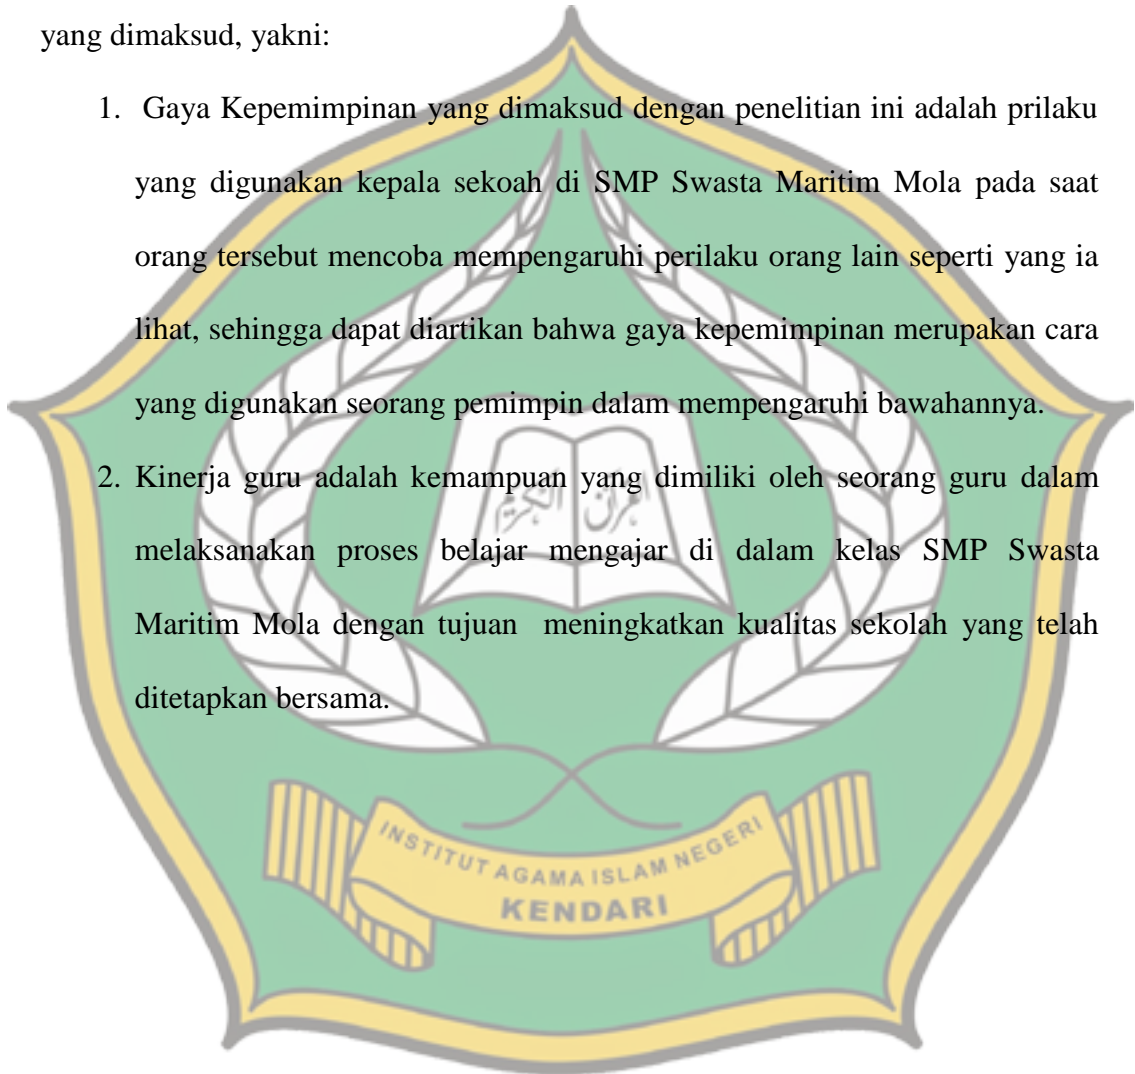 yang dimaksud, yakni:
1. Gaya Kepemimpinan yang dimaksud dengan penelitian ini adalah prilaku
yang digunakan kepala sekoah di SMP Swasta Maritim Mola pada saat
orang tersebut mencoba mempengaruhi perilaku orang lain seperti yang ia
lihat, sehingga dapat diartikan bahwa gaya kepemimpinan merupakan cara
yang digunakan seorang pemimpin dalam mempengaruhi bawahannya.
2. Kinerja guru adalah kemampuan yang dimiliki oleh seorang guru dalam
القرآن الكريم
melaksanakan proses belajar mengajar di dalam kelas SMP Swasta
Maritim Mola dengan tujuan meningkatkan kualitas sekolah yang telah
ditetapkan bersama.
INSTITUT AGAMA ISLAM NEGERI
KENDARI